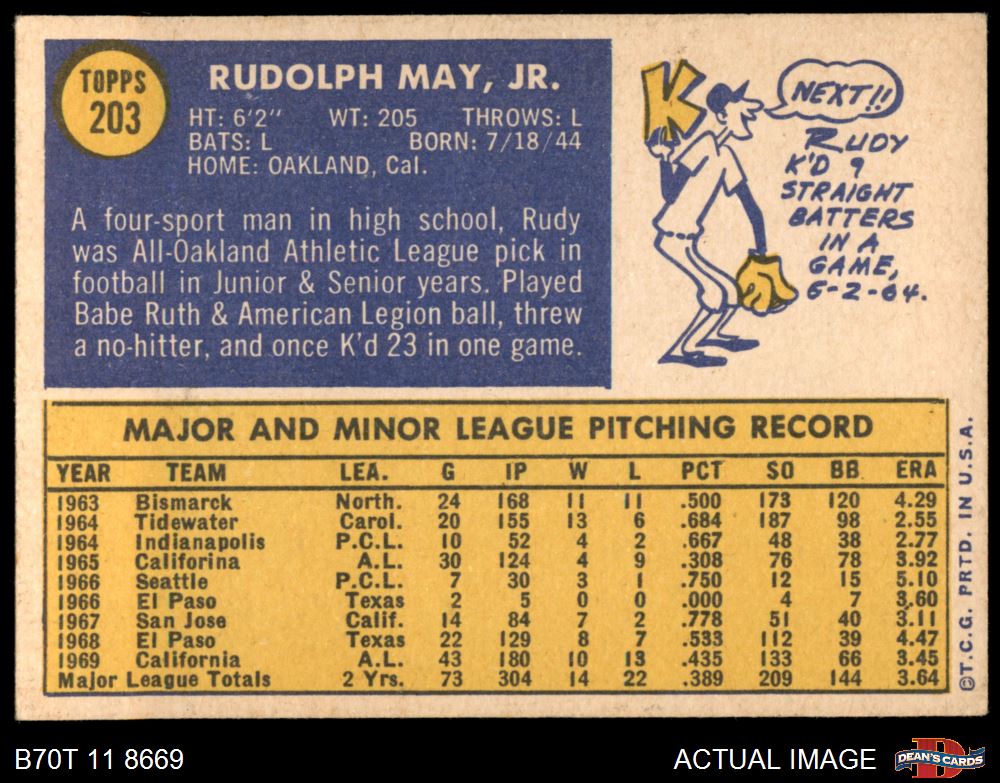 TOPPS
203
RUDOLPH MAY, JR.
HT: 6'2" WT: 205 THROWS: L
BATS: L BORN: 7/18/44
HOME: OAKLAND, Cal.
A four-sport man in high school, Rudy
was All-Oakland Athletic League pick in
football in Junior & Senior years. Played
Babe Ruth & American Legion ball, threw
a no-hitter, and once K'd 23 in one game.
K
NEXT!!
RUDY
K'D 9
STRAIGHT
BATTERS
IN A
GAME,
6-2-64.
MAJOR AND MINOR LEAGUE PITCHING RECORD
YEAR TEAM LEA. G IP W L PCT SO BB ERA
1963 Bismarck North. 24 168 11 11 .500 173 120 4.29
1964 Tidewater Carol. 20 155 13 6 .684 187 98 2.55
1964 Indianapolis P.C.L. 10 52 4 2 .667 48 38 2.77
1965 Califorina A.L. 30 124 4 9 .308 76 78 3.92
1966 Seattle P.C.L. 7 30 3 1 .750 12 15 5.10
1966 El Paso Texas 2 5 0 0 .000 4 7 3.60
1967 San Jose Calif. 14 84 7 2 .778 51 40 3.11
1968 El Paso Texas 22 129 8 7 .533 112 39 4.47
1969 California A.L. 43 180 10 13 .435 133 66 3.45
Major League Totals 2 Yrs. 73 304 14 22 .389 209 144 3.64
©T.C.G. PRTD. IN U.S.A.
B70T 11 8669
ACTUAL IMAGE
D
DEAN'S CARDS